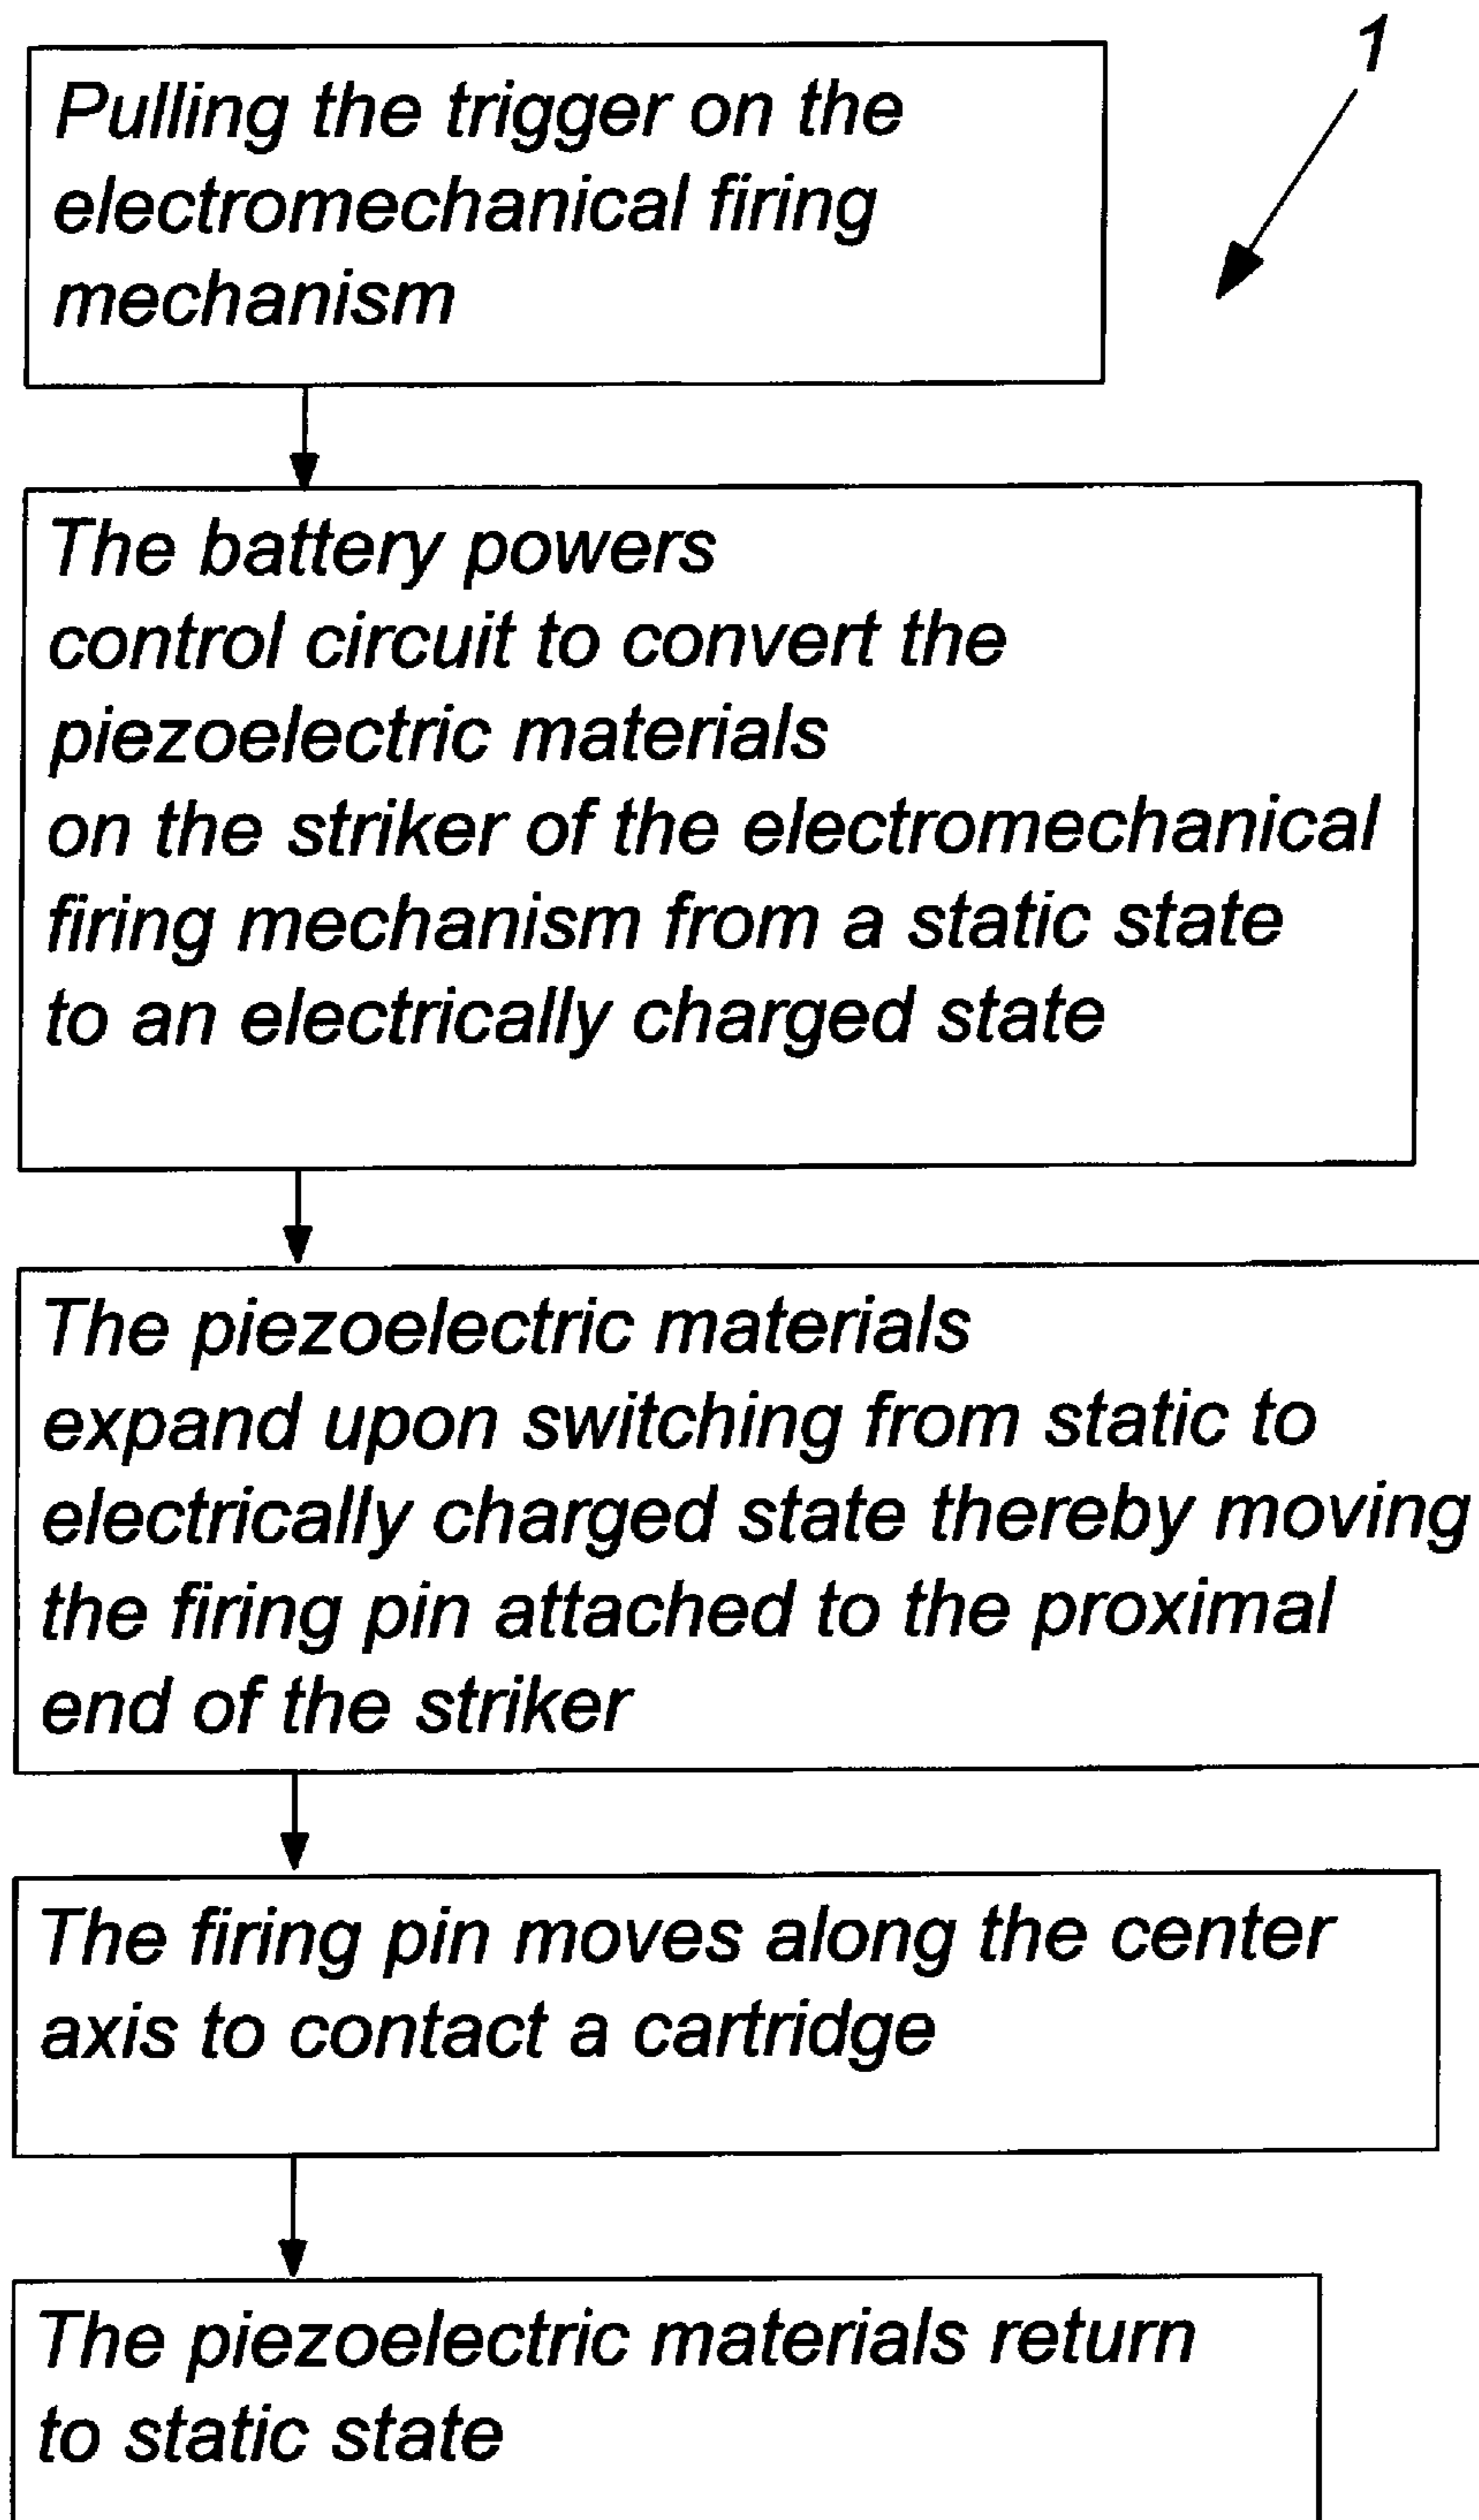 1
Pulling the trigger on the
electromechanical firing
mechanism
The battery powers
control circuit to convert the
piezoelectric materials
on the striker of the electromechanical
firing mechanism from a static state
to an electrically charged state
The piezoelectric materials
expand upon switching from static to
electrically charged state thereby moving
the firing pin attached to the proximal
end of the striker
The firing pin moves along the center
axis to contact a cartridge
The piezoelectric materials return
to static state